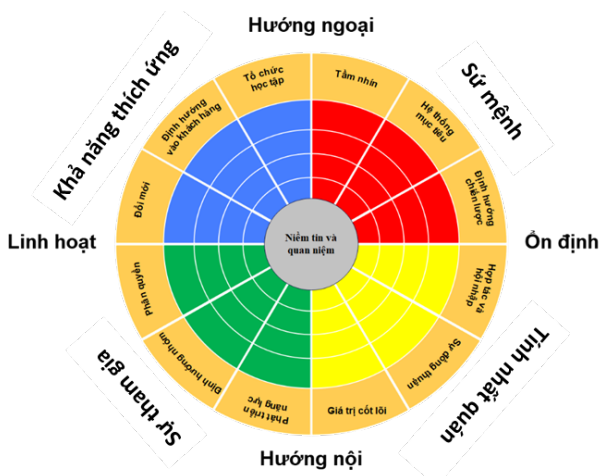 Hướng ngoại
Khả năng thích ứng
Sứ mệnh
Tổ chức
học tập
Tầm nhìn
Định hướng
vào khách hàng
Hệ thống
mục tiêu
Đổi mới
Định hướng
chiến lược
Linh hoạt
Niềm tin và
quan niệm
Ổn định
Phân quyền
Hợp tác và
hội nhập
Định hướng nhóm
Sự đồng thuận
Phát triển
năng lực
Giá trị cốt lõi
Sự tham gia
Tính nhất quán
Hướng nội